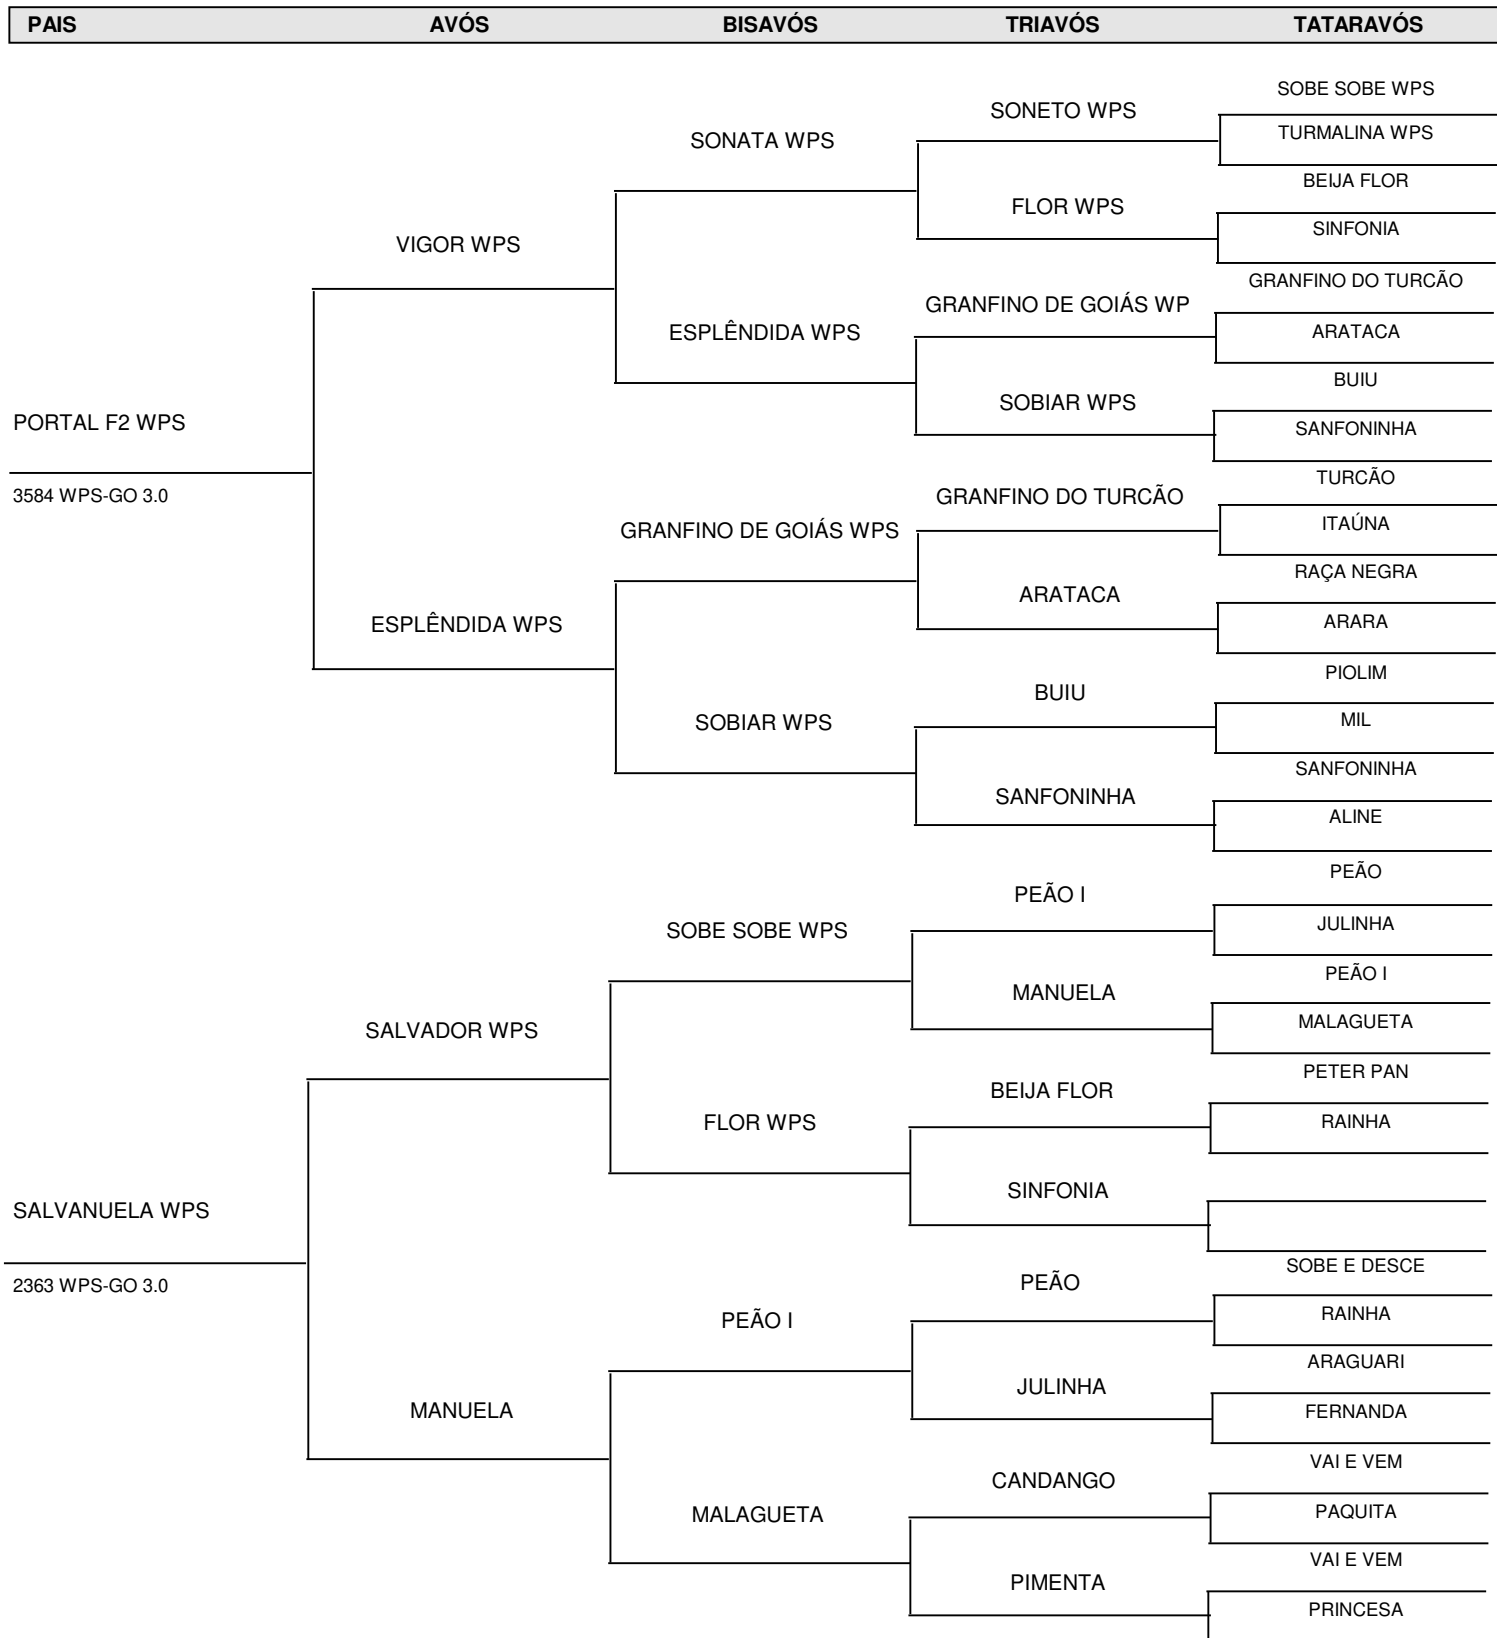 PAIS AVÓS BISAVÓS TRIAVÓS TATARAVÓS
SOBE SOBE WPS
SONETO WPS
TURMALINA WPS
SONATA WPS
BEIJA FLOR
FLOR WPS
SINFONIA
VIGOR WPS
GRANFINO DO TURCÃO
GRANFINO DE GOIÁS WP
ARATACA
ESPLÊNDIDA WPS
BUIU
SOBIAR WPS
SANFONINHA
PORTAL F2 WPS
TURCÃO
3584 WPS-GO 3.0
GRANFINO DO TURCÃO
ITAÚNA
GRANFINO DE GOIÁS WPS
RAÇA NEGRA
ARATACA
ARARA
ESPLÊNDIDA WPS
PIOLIM
BUIU
MIL
SOBIAR WPS
SANFONINHA
SANFONINHA
ALINE
PEÃO
PEÃO I
JULINHA
SOBE SOBE WPS
PEÃO I
MANUELA
MALAGUETA
SALVADOR WPS
PETER PAN
BEIJA FLOR
RAINHA
FLOR WPS
SINFONIA
SALVANUELA WPS
SOBE E DESCE
2363 WPS-GO 3.0
PEÃO
RAINHA
PEÃO I
ARAGUARI
JULINHA
FERNANDA
MANUELA
VAI E VEM
CANDANGO
PAQUITA
MALAGUETA
VAI E VEM
PIMENTA
PRINCESA